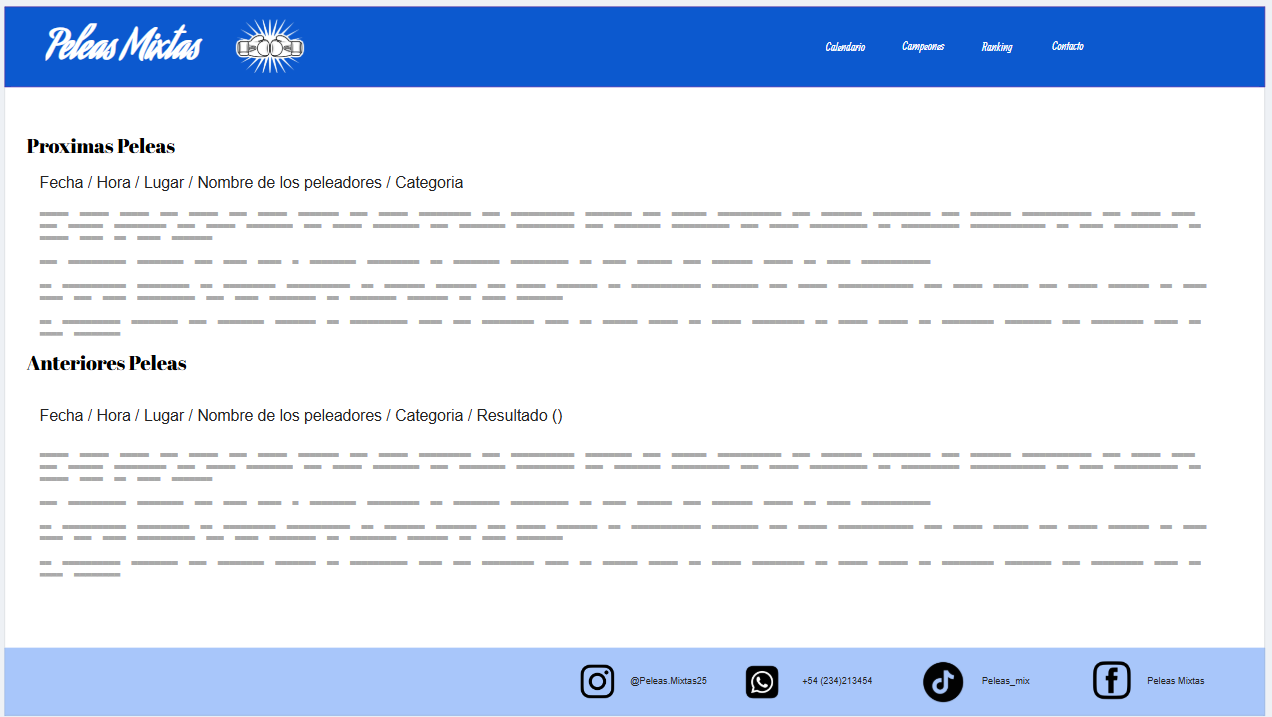 Peleas Mixtas
Calendario Campeones Ranking Contacto
Proximas Peleas
Fecha / Hora / Lugar / Nombre de los peleadores / Categoria
Anteriores Peleas
Fecha / Hora / Lugar / Nombre de los peleadores / Categoria / Resultado ()
@Peleas.Mixtas25 +54 (234)213454 Peleas_mix Peleas Mixtas